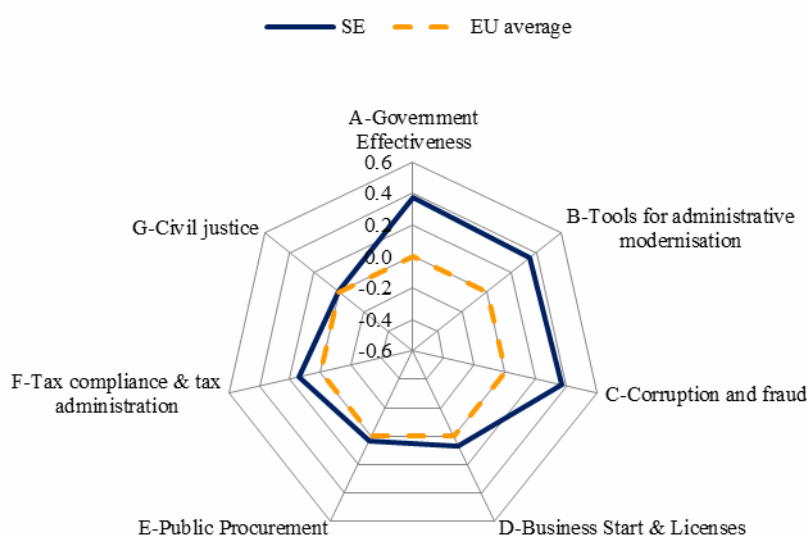 SE
EU average
A-Government
Effectiveness
0.6
0.4
0.2
0.0
-0.2
-0.4
-0.6
B-Tools for administrative
modernisation
C-Corruption and fraud
D-Business Start & Licenses
E-Public Procurement
F-Tax compliance & tax
administration
G-Civil justice